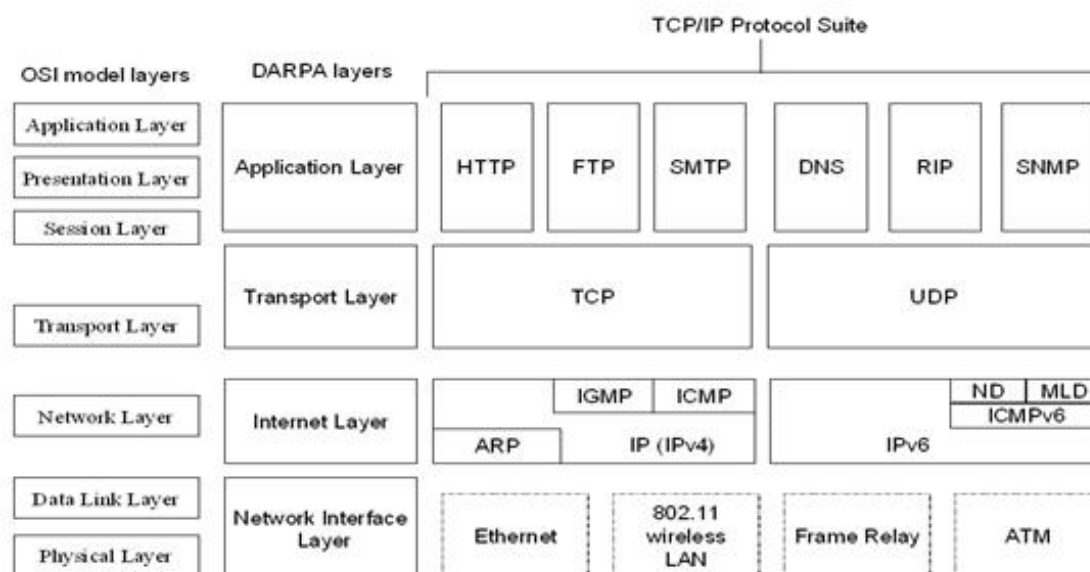 TCP/IP Protocol Suite
OSI model layers
DARPA layers
Application Layer
Presentation Layer
Session Layer
Application Layer
HTTP
FTP
SMTP
DNS
RIP
SNMP
Transport Layer
Transport Layer
TCP
UDP
Network Layer
Internet Layer
IGMP
ICMP
ARP
IP (IPv4)
ND
MLD
ICMPv6
IPv6
Data Link Layer
Physical Layer
Network Interface
Layer
Ethernet
802.11
wireless
LAN
Frame Relay
ATM